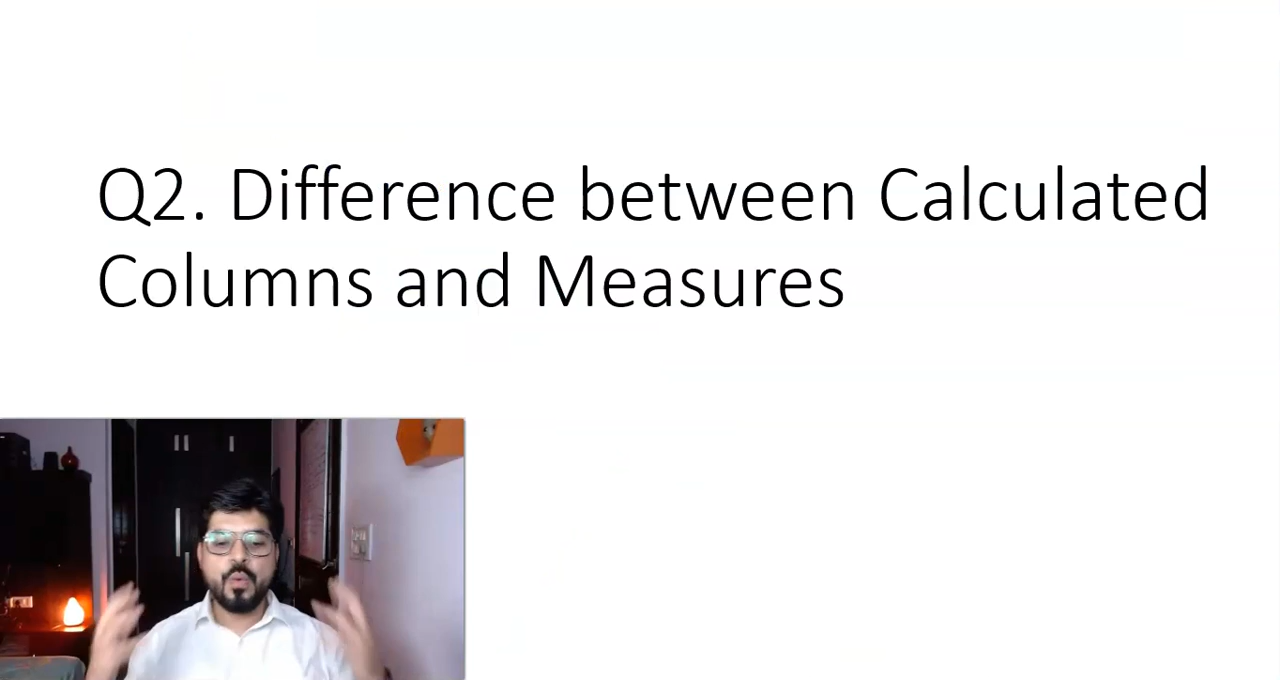 Q2. Difference between Calculated
Columns and Measures